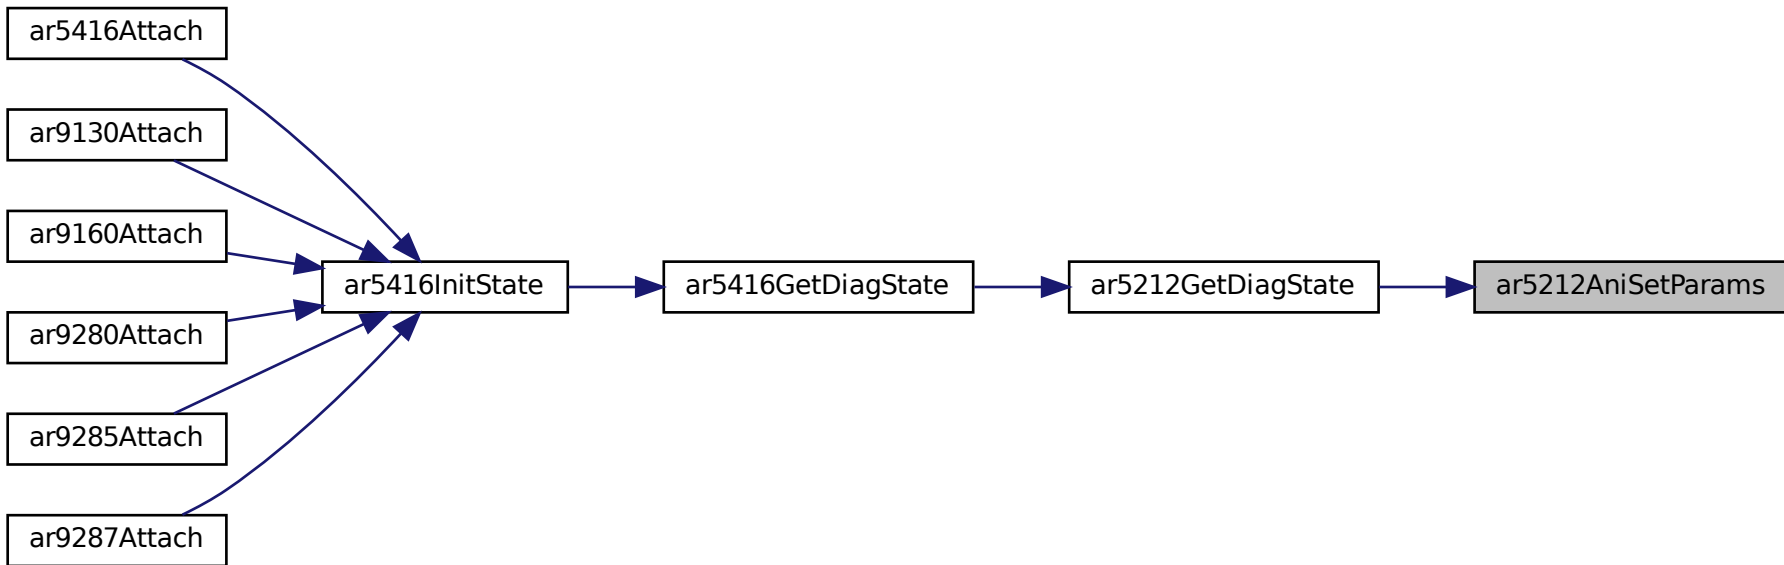 ar5416Attach
ar9130Attach
ar9160Attach
ar9280Attach
ar9285Attach
ar9287Attach
ar5416InitState
ar5416GetDiagState
ar5212GetDiagState
ar5212AniSetParams